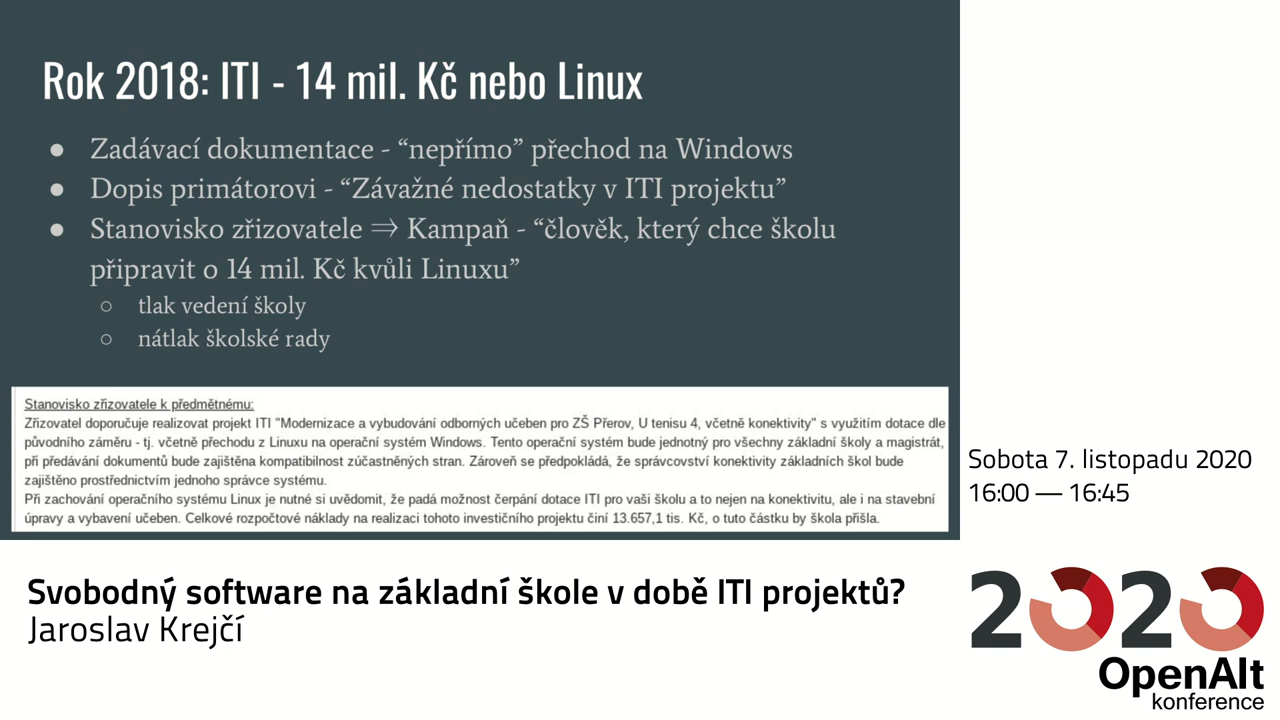 Rok 2018: ITI - 14 mil. Kč nebo Linux
● Zadávací dokumentace - “nepřímo” přechod na Windows
● Dopis primátorovi - “Závažné nedostatky v ITI projektu”
● Stanovisko zřizovatele ⇒ Kampaň - “člověk, který chce školu
připravit o 14 mil. Kč kvůli Linuxu”
○ tlak vedení školy
○ nátlak školské rady
Stanovisko zřizovatele k předmětnému:
Zřizovatel doporučuje realizovat projekt ITI "Modernizace a vybudování odborných učeben pro ZŠ Přerov, U tenisu 4, včetně konektivity" s využitím dotace dle
původního záměru - tj. včetně přechodu z Linuxu na operační systém Windows. Tento operační systém bude jednotný pro všechny základní školy a magistrát,
při předávání dokumentů bude zajištěna kompatibilnost zúčastněných stran. Zároveň se předpokládá, že správcovství konektivity základních škol bude
zajištěno prostřednictvím jednoho správce systému.
Při zachování operačního systému Linux je nutné si uvědomit, že padá možnost čerpání dotace ITI pro vaši školu a to nejen na konektivitu, ale i na stavební
úpravy a vybavení učeben. Celkové rozpočtové náklady na realizaci tohoto investičního projektu činí 13.657,1 tis. Kč, o tuto částku by škola přišla.
Sobota 7. listopadu 2020
16:00 — 16:45
Svobodný software na základní škole v době ITI projektů?
Jaroslav Krejčí
2020
OpenAlt
konference